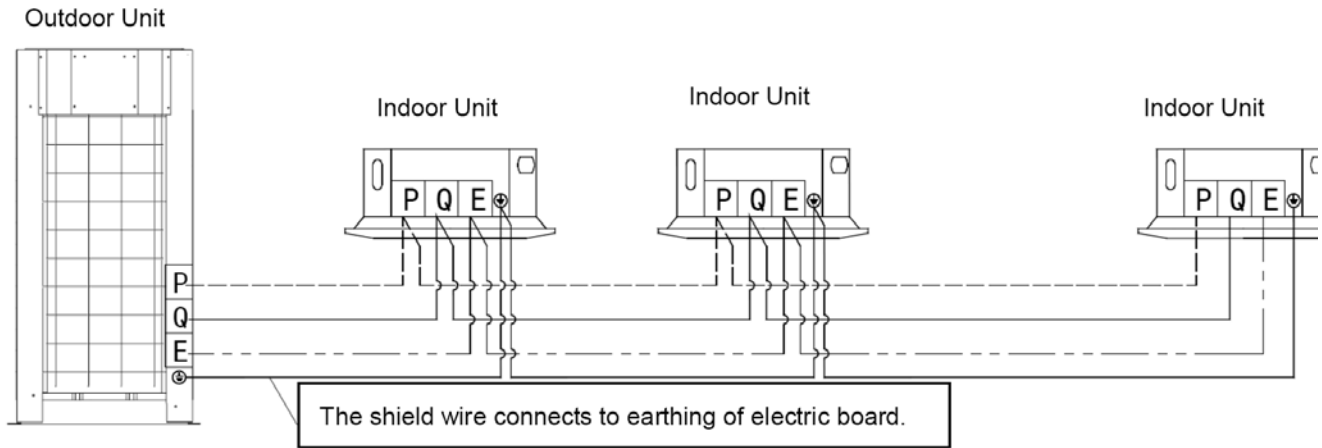 Outdoor Unit
Indoor Unit
Indoor Unit
Indoor Unit
P Q E
P Q E
P Q E
P
Q
E
The shield wire connects to earthing of electric board.